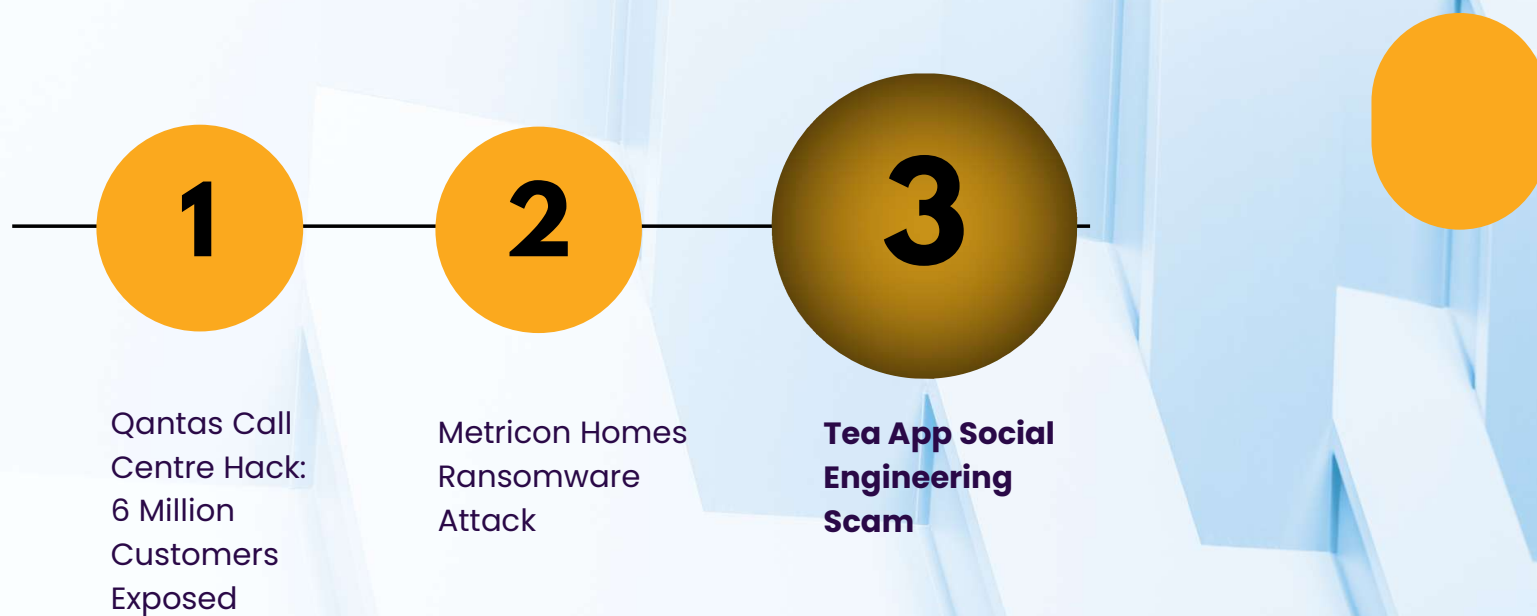 1
2
3
Qantas Call
Centre Hack:
6 Million
Customers
Exposed
Metricon Homes
Ransomware
Attack
Tea App Social
Engineering
Scam